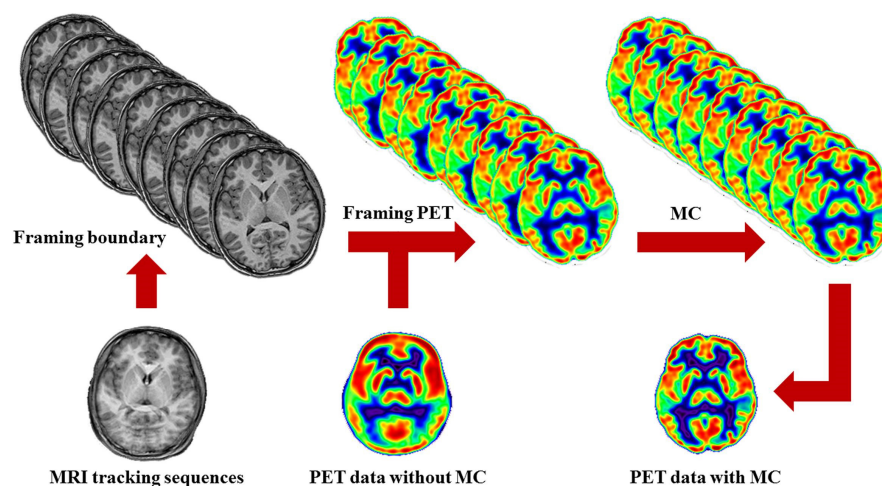 Framing boundary
Framing PET
MC
MRI tracking sequences
PET data without MC
PET data with MC